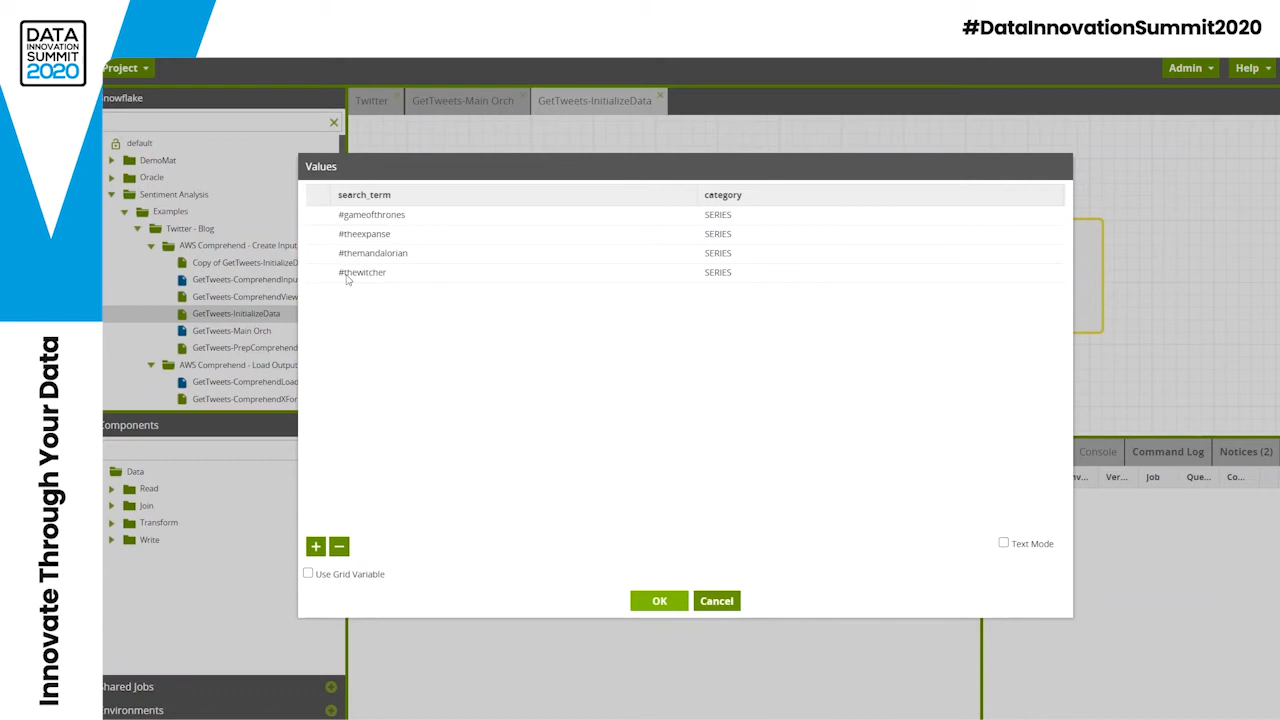 DATA
INNOVATION
SUMMIT
2020
#DataInnovationSummit2020
Innovate Through Your Data
Project
Admin
Help
nowflake
Twitter
GetTweets-Main Orch
GetTweets-InitializeData
default
DemoMat
Oracle
Sentiment Analysis
Examples
Twitter - Blog
AWS Comprehend - Create Input
Copy of GetTweets-InitializeD
GetTweets-ComprehendInpu
GetTweets-ComprehendView
GetTweets-InitializeData
GetTweets-Main Orch
GetTweets-PrepComprehend
AWS Comprehend - Load Output
GetTweets-ComprehendLoad
GetTweets-ComprehendXFor
Components
Data
Read
Join
Transform
Write
Shared Jobs
Environments
Values
search_term category
#gameofthrones SERIES
#theexpanse SERIES
#themandalorian SERIES
#thewitcher SERIES
Text Mode
Use Grid Variable
OK Cancel
Console
Command Log
Notices (2)
nv... Ver... Job Que... Co...